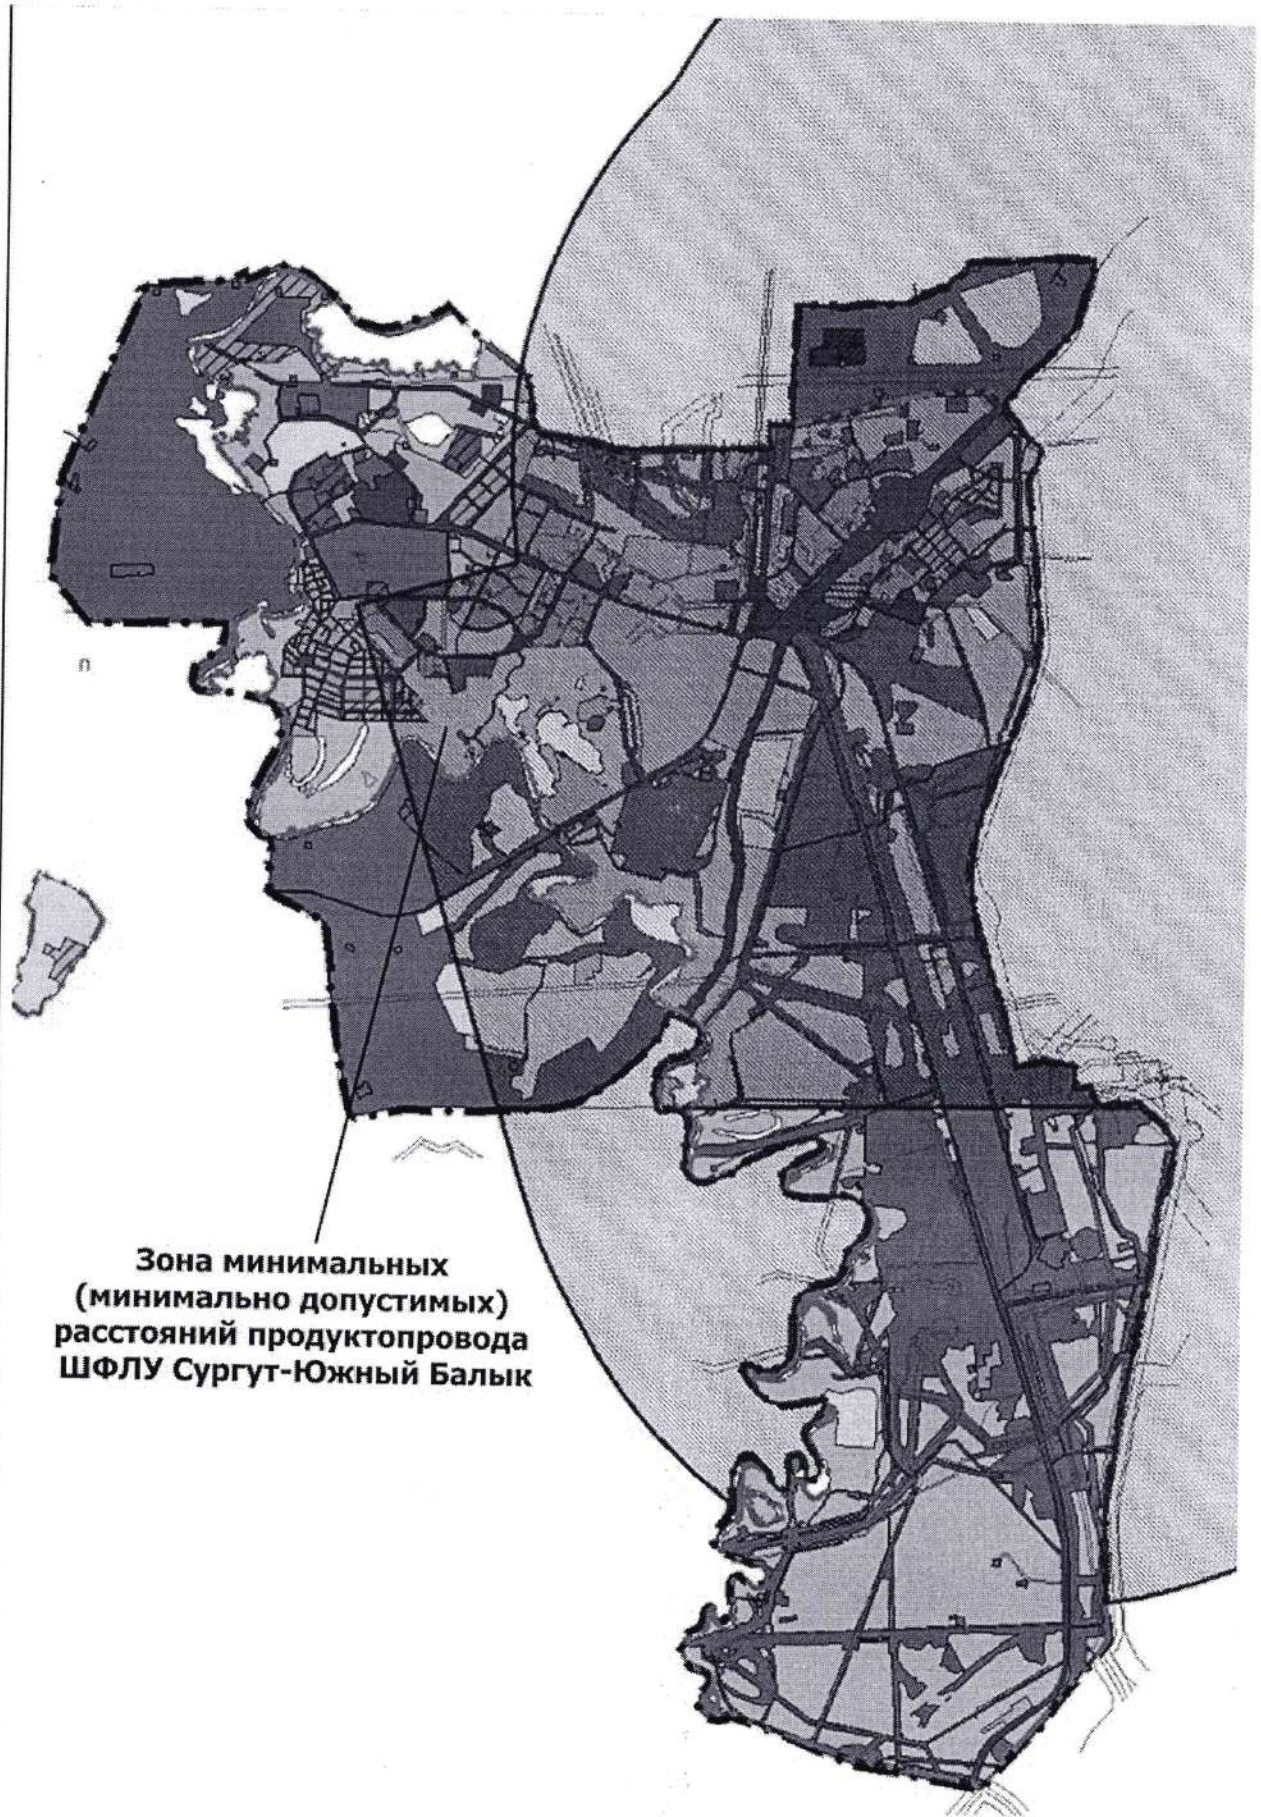 Зона минимальных
(минимально допустимых)
расстояний продуктопровода
ШФЛУ Сургут-Южный Балык